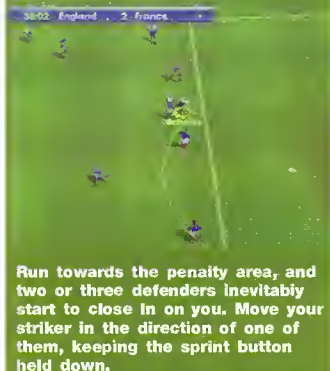 38:02 England . 2 france .
Run towards the penalty area, and
two or three defenders inevitably
start to close in on you. Move your
striker in the direction of one of
them, keeping the sprint button
held down.